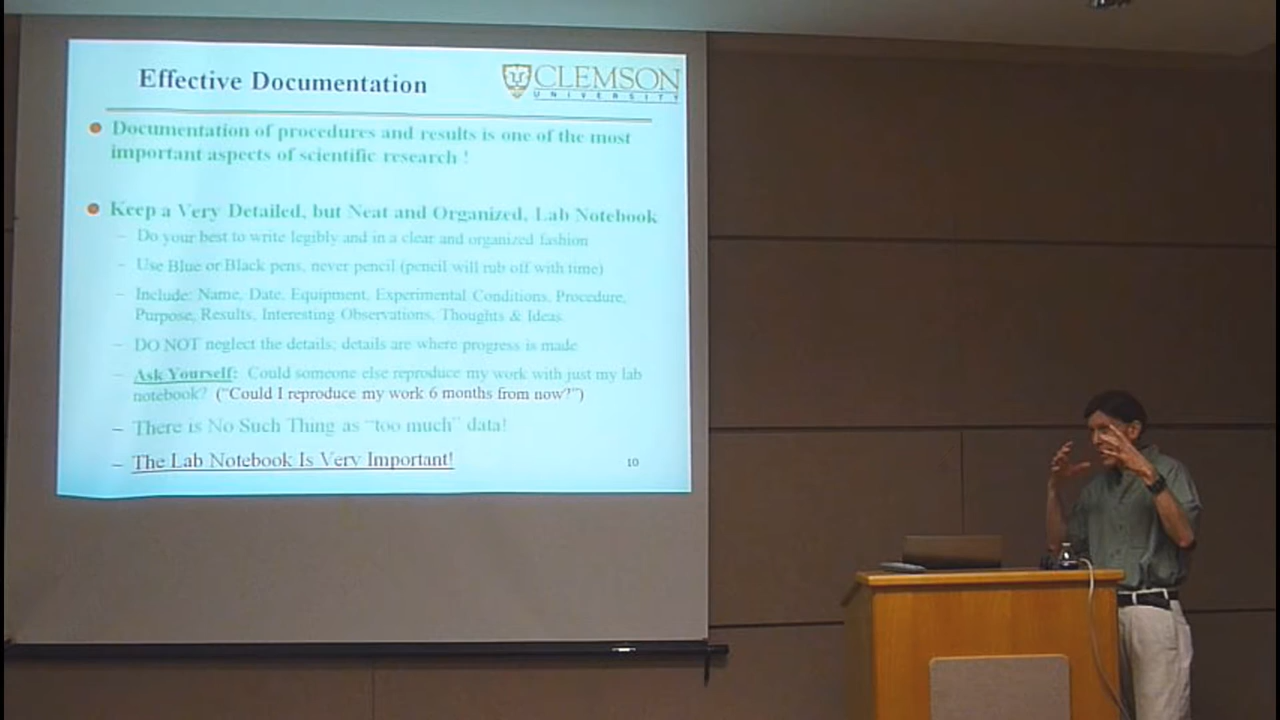 Effective Documentation
CLEMSON
UNIVERSITY
Documentation of procedures and results is one of the most
important aspects of scientific research !
Keep a Very Detailed, but Neat and Organized, Lab Notebook
– Do your best to write legibly and in a clear and organized fashion
– Use Blue or Black pens, never pencil (pencil will rub off with time)
– Include: Name, Date, Equipment, Experimental Conditions, Procedure,
Purpose, Results, Interesting Observations, Thoughts & Ideas
– DO NOT neglect the details; details are where progress is made
– Ask Yourself: Could someone else reproduce my work with just my lab
notebook? ("Could I reproduce my work 6 months from now?")
– There is No Such Thing as "too much" data!
– The Lab Notebook Is Very Important!
10